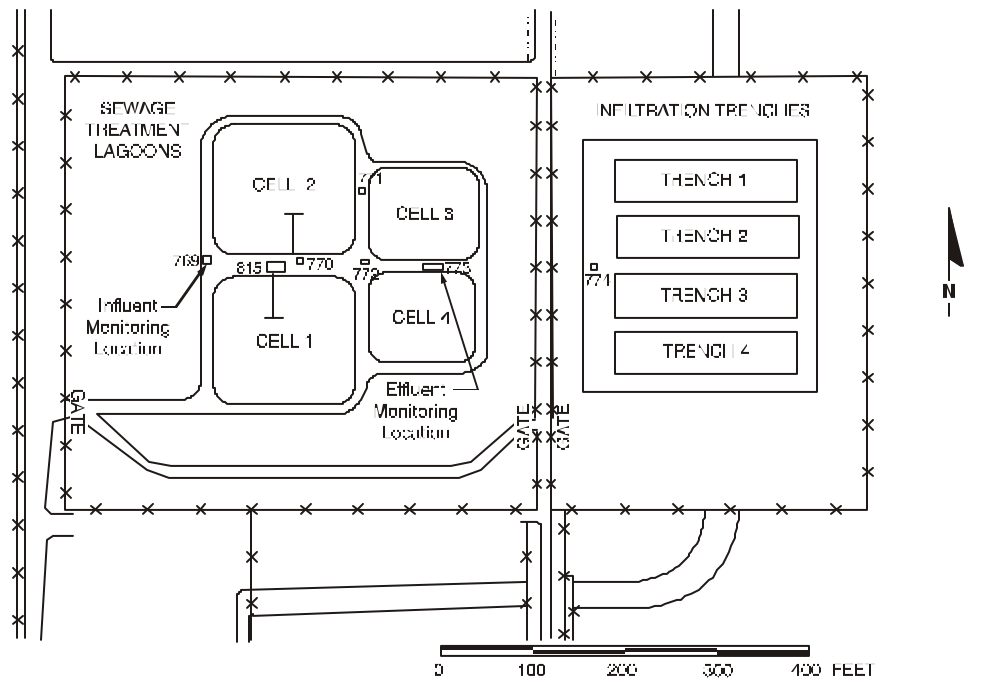 SEWAGE
TREATMENT
LAGOONS
INFILTRATION TRENCHES
CELL 2
771
CELL 3
TRENCH 1
TRENCH 2
769
815
770
772
773
774
TRENCH 3
Influent
Monitoring
Location
CELL 1
CELL 4
TRENCH 4
N
Effluent
Monitoring
Location
GATE
GATE
GATE
0 100 200 300 400 FEET